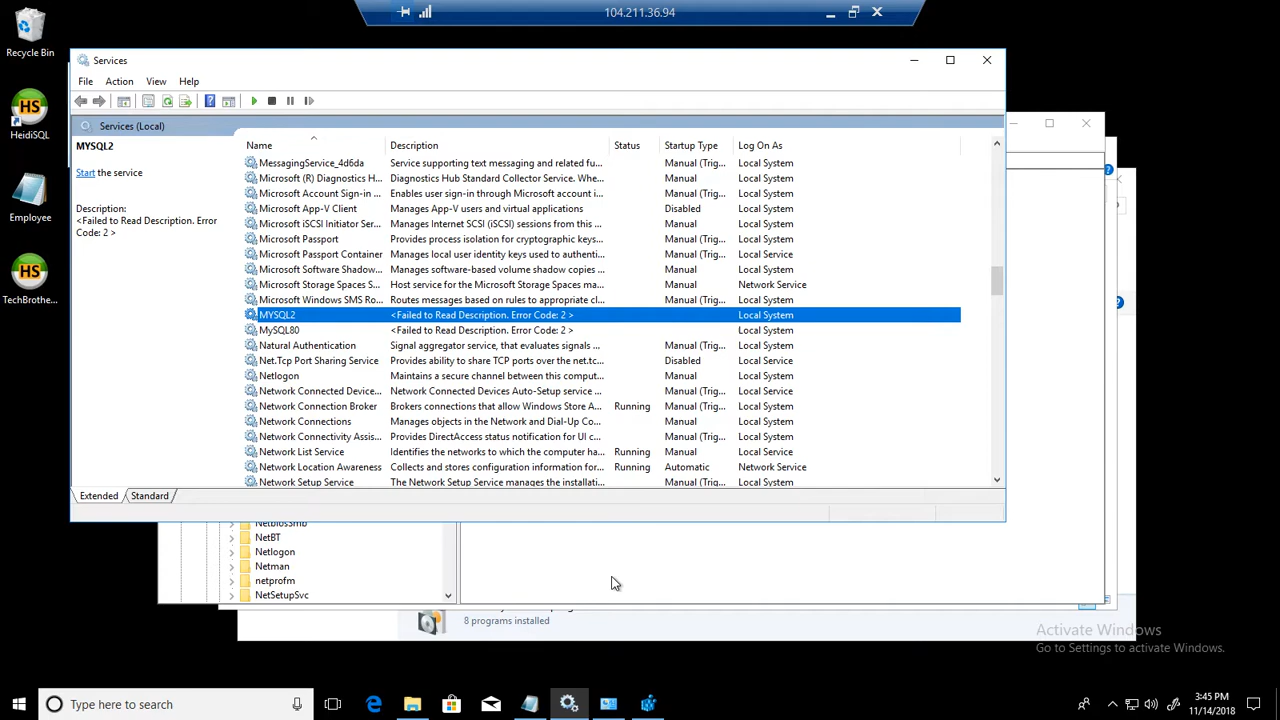 104.211.36.94
Recycle Bin
HeidiSQL
Employee
TechBrothe...
Services
File Action View Help
Services (Local)
MYSQL2
Start the service
Description:
<Failed to Read Description. Error
Code: 2 >
Name Description Status Startup Type Log On As
MessagingService_4d6da Service supporting text messaging and related fu... Manual (Trig... Local System
Microsoft (R) Diagnostics H... Diagnostics Hub Standard Collector Service. Whe... Manual Local System
Microsoft Account Sign-in ... Enables user sign-in through Microsoft account i... Manual (Trig... Local System
Microsoft App-V Client Manages App-V users and virtual applications Disabled Local System
Microsoft iSCSI Initiator Ser... Manages Internet SCSI (iSCSI) sessions from this ... Manual Local System
Microsoft Passport Provides process isolation for cryptographic keys... Manual (Trig... Local System
Microsoft Passport Container Manages local user identity keys used to authenti... Manual (Trig... Local Service
Microsoft Software Shadow... Manages software-based volume shadow copies ... Manual Local System
Microsoft Storage Spaces S... Host service for the Microsoft Storage Spaces ma... Manual Network Service
Microsoft Windows SMS Ro... Routes messages based on rules to appropriate cl... Manual (Trig... Local System
MYSQL2 <Failed to Read Description. Error Code: 2 > Local System
MySQL80 <Failed to Read Description. Error Code: 2 > Local System
Natural Authentication Signal aggregator service, that evaluates signals ... Manual (Trig... Local System
Net.Tcp Port Sharing Service Provides ability to share TCP ports over the net.tc... Disabled Local Service
Netlogon Maintains a secure channel between this comput... Manual Local System
Network Connected Device... Network Connected Devices Auto-Setup service ... Manual (Trig... Local Service
Network Connection Broker Brokers connections that allow Windows Store A... Running Manual (Trig... Local System
Network Connections Manages objects in the Network and Dial-Up Co... Manual Local System
Network Connectivity Assis... Provides DirectAccess status notification for UI c... Manual (Trig... Local System
Network List Service Identifies the networks to which the computer ha... Running Manual Local Service
Network Location Awareness Collects and stores configuration information for... Running Automatic Network Service
Network Setup Service The Network Setup Service manages the installati... Manual (Trig... Local System
Extended Standard
NetbiosSmb
NetBT
Netlogon
Netman
netprofm
NetSetupSvc
8 programs installed
Activate Windows
Go to Settings to activate Windows.
Type here to search
3:45 PM
11/14/2018